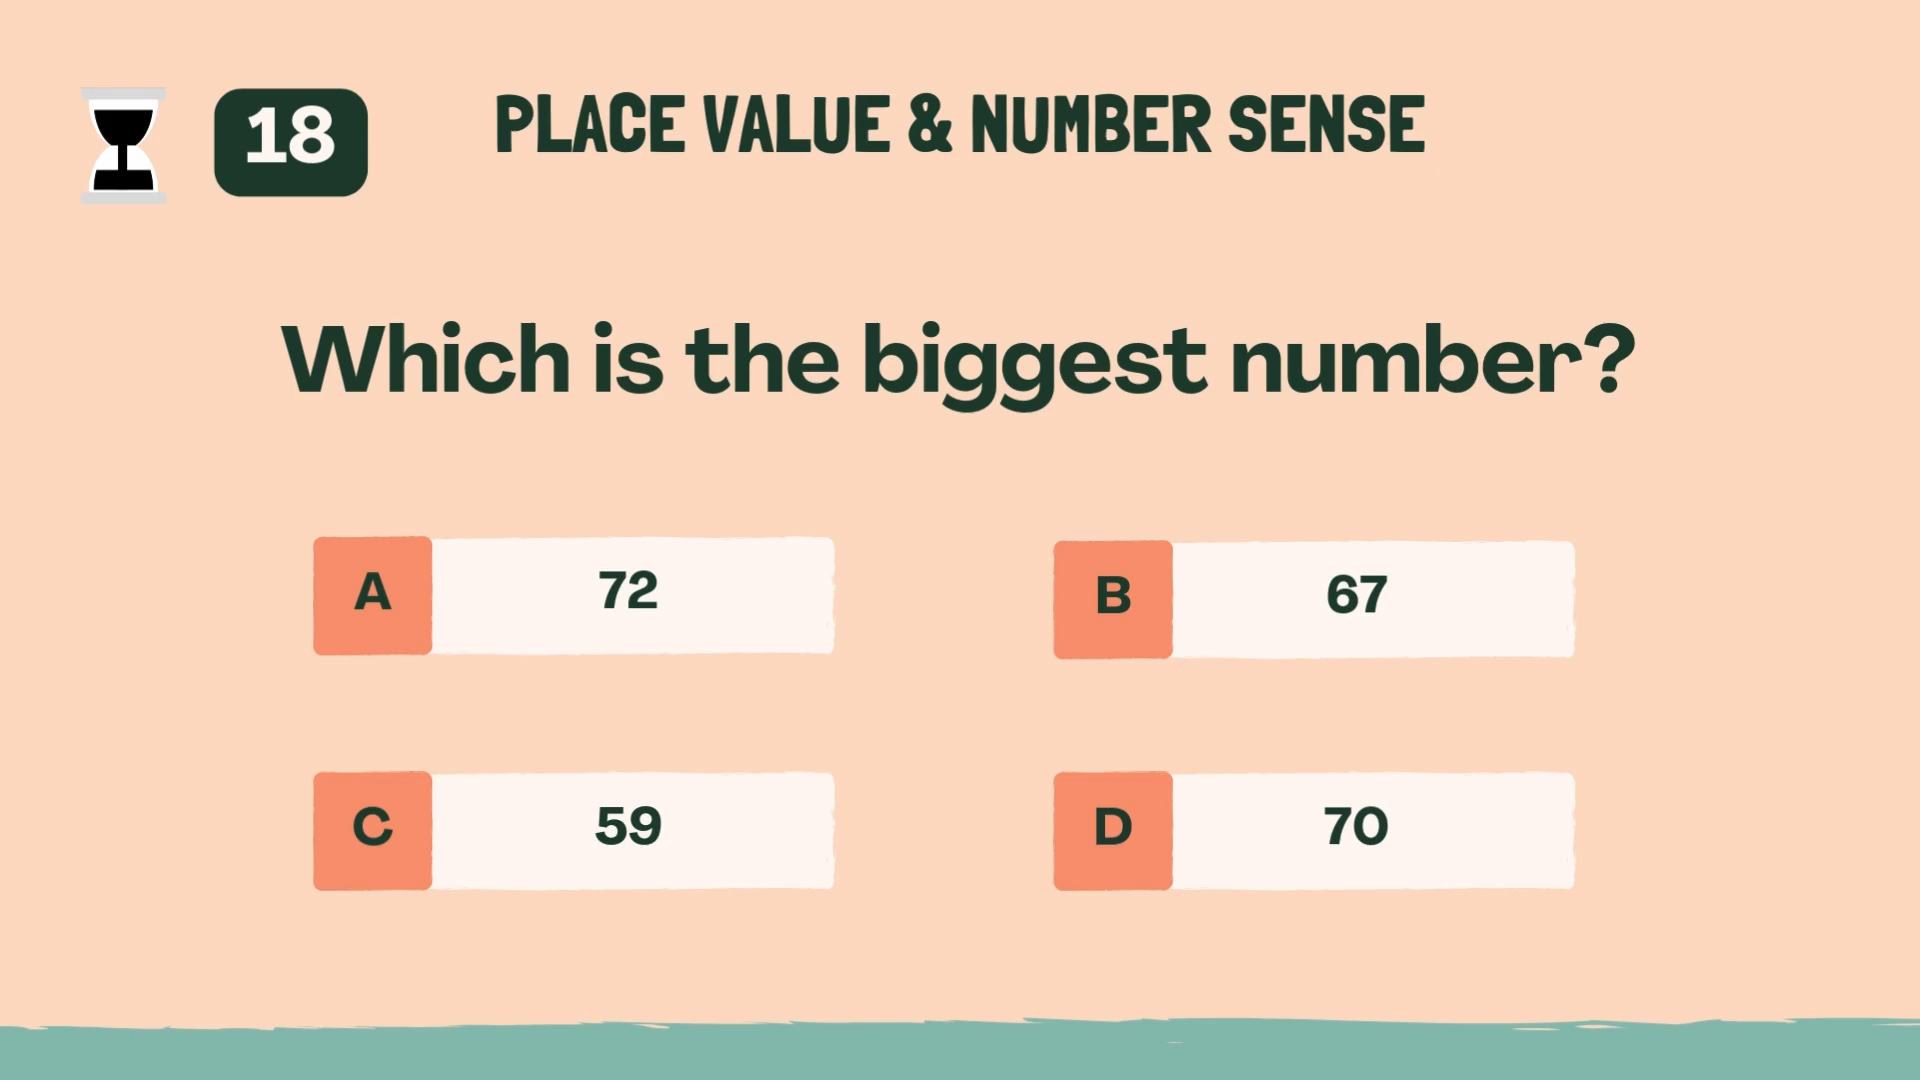 18
PLACE VALUE & NUMBER SENSE
Which is the biggest number?
A 72
B 67
C 59
D 70